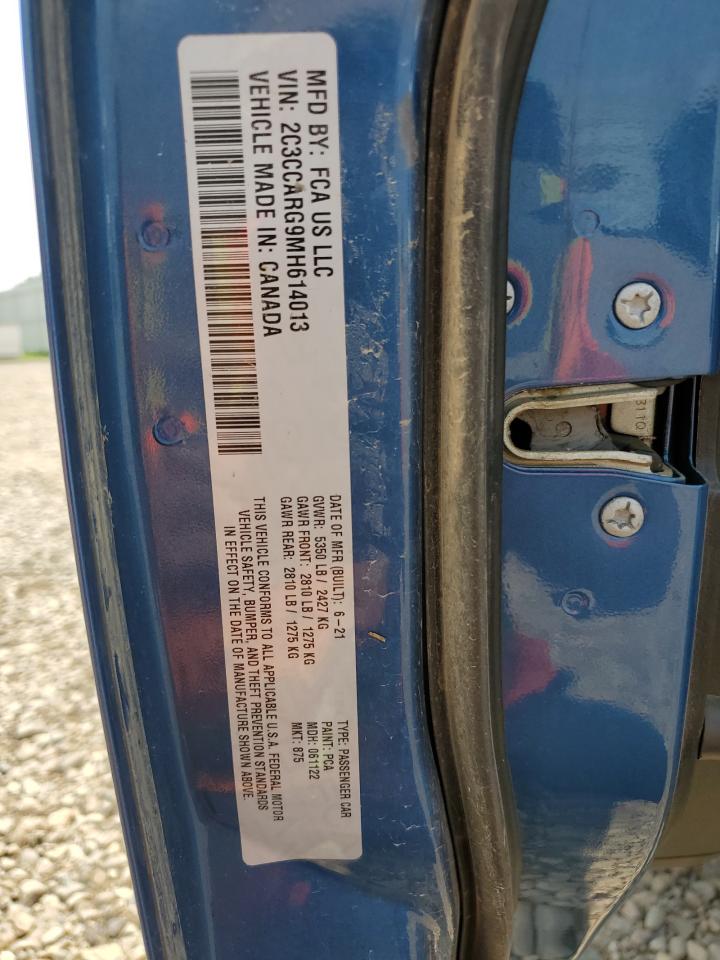 MFD BY: FCA US LLC
VIN: 2C3CCARG9MH614013
VEHICLE MADE IN: CANADA
DATE OF MFR (BUILT): 6-21
GVWR: 5350 LB / 2427 KG
GAWR FRONT: 2810 LB / 1275 KG
GAWR REAR: 2810 LB / 1275 KG
TYPE: PASSENGER CAR
PAINT: PCA
MDH: 061122
MKT: 875
THIS VEHICLE CONFORMS TO ALL APPLICABLE U.S.A. FEDERAL MOTOR
VEHICLE SAFETY, BUMPER, AND THEFT PREVENTION STANDARDS
IN EFFECT ON THE DATE OF MANUFACTURE SHOWN ABOVE.